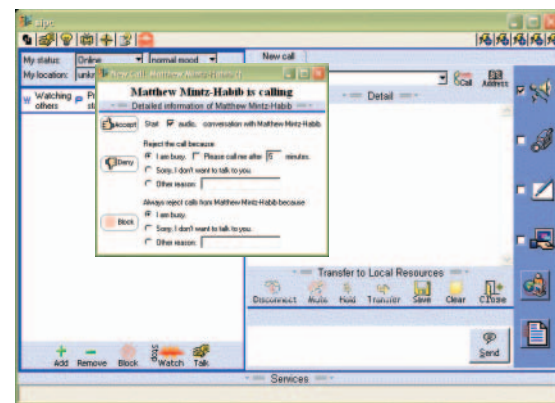 sipc
My status: Online normal mood New call
My location:
Call Address
Watching others
Detail
New Call
Matthew Mintz-Habib is calling
Detailed information of Matthew Mintz-Habib
Accept Start audio, conversation with Matthew Mintz-Habib
Reject the call because
Deny I am busy. Please call me after 5 minutes.
Sorry, I don't want to talk to you.
Other reason:
Always reject calls from Matthew Mintz-Habib because
Block I am busy.
Sorry, I don't want to talk to you.
Other reason:
Transfer to Local Resources
Disconnect Mute Hold Transfer Save Clear Close
Send
Add Remove Block Stop Watch Talk
Services